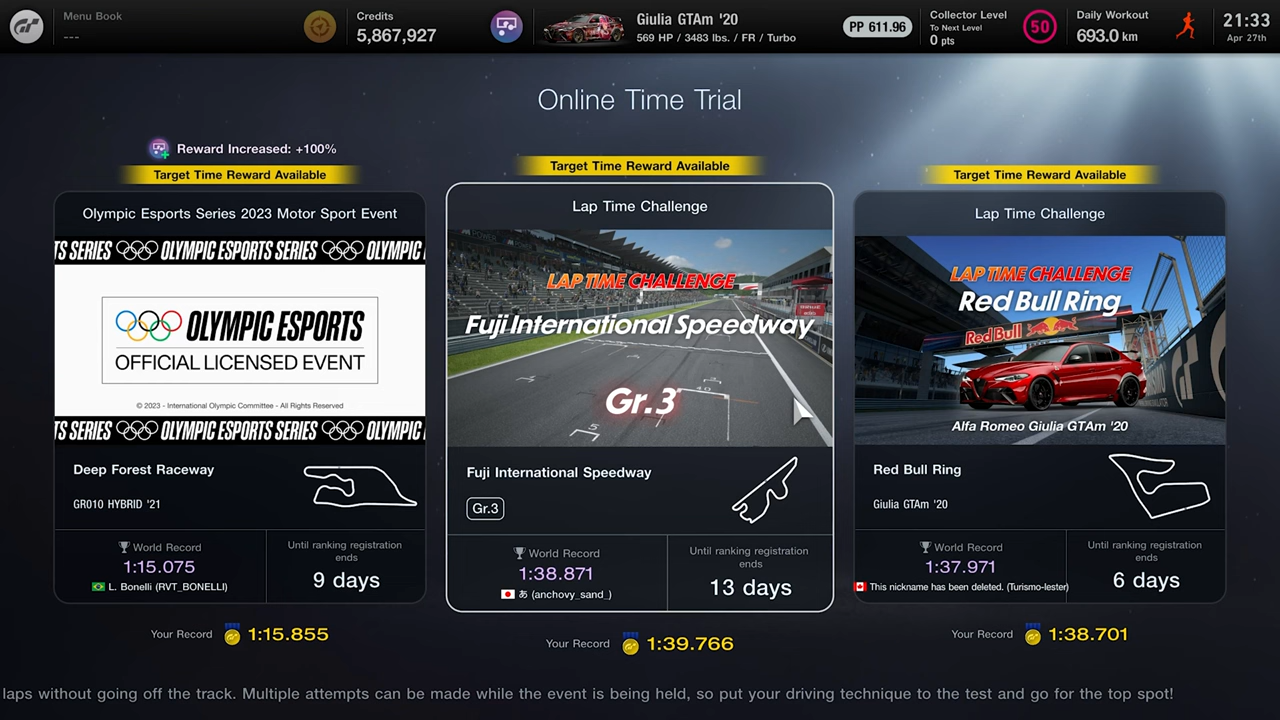 Menu Book
---
Credits
5,867,927
Giulia GTAm '20
569 HP / 3483 lbs. / FR / Turbo
PP 611.96
Collector Level
To Next Level
0 pts
50
Daily Workout
693.0 km
21:33
Apr 27th
Online Time Trial
Reward Increased: +100%
Target Time Reward Available
Olympic Esports Series 2023 Motor Sport Event
TS SERIES OLYMPIC ESPORTS SERIES OLYMPIC E
OLYMPIC ESPORTS
OFFICIAL LICENSED EVENT
© 2023 - International Olympic Committee - All Rights Reserved
TS SERIES OLYMPIC ESPORTS SERIES OLYMPIC E
Deep Forest Raceway
GR010 HYBRID '21
World Record
1:15.075
L. Bonelli (RVT_BONELLI)
Until ranking registration
ends
9 days
Your Record
1:15.855
Target Time Reward Available
Lap Time Challenge
LAP TIME CHALLENGE
Fuji International Speedway
Gr.3
Fuji International Speedway
Gr.3
World Record
1:38.871
あ (anchovy_sand_)
Until ranking registration
ends
13 days
Your Record
1:39.766
Target Time Reward Available
Lap Time Challenge
LAP TIME CHALLENGE
Red Bull Ring
Red Bull
Alfa Romeo Giulia GTAm '20
Red Bull Ring
Giulia GTAm '20
World Record
1:37.971
This nickname has been deleted. (Turismo-lester)
Until ranking registration
ends
6 days
Your Record
1:38.701
laps without going off the track. Multiple attempts can be made while the event is being held, so put your driving technique to the test and go for the top spot!